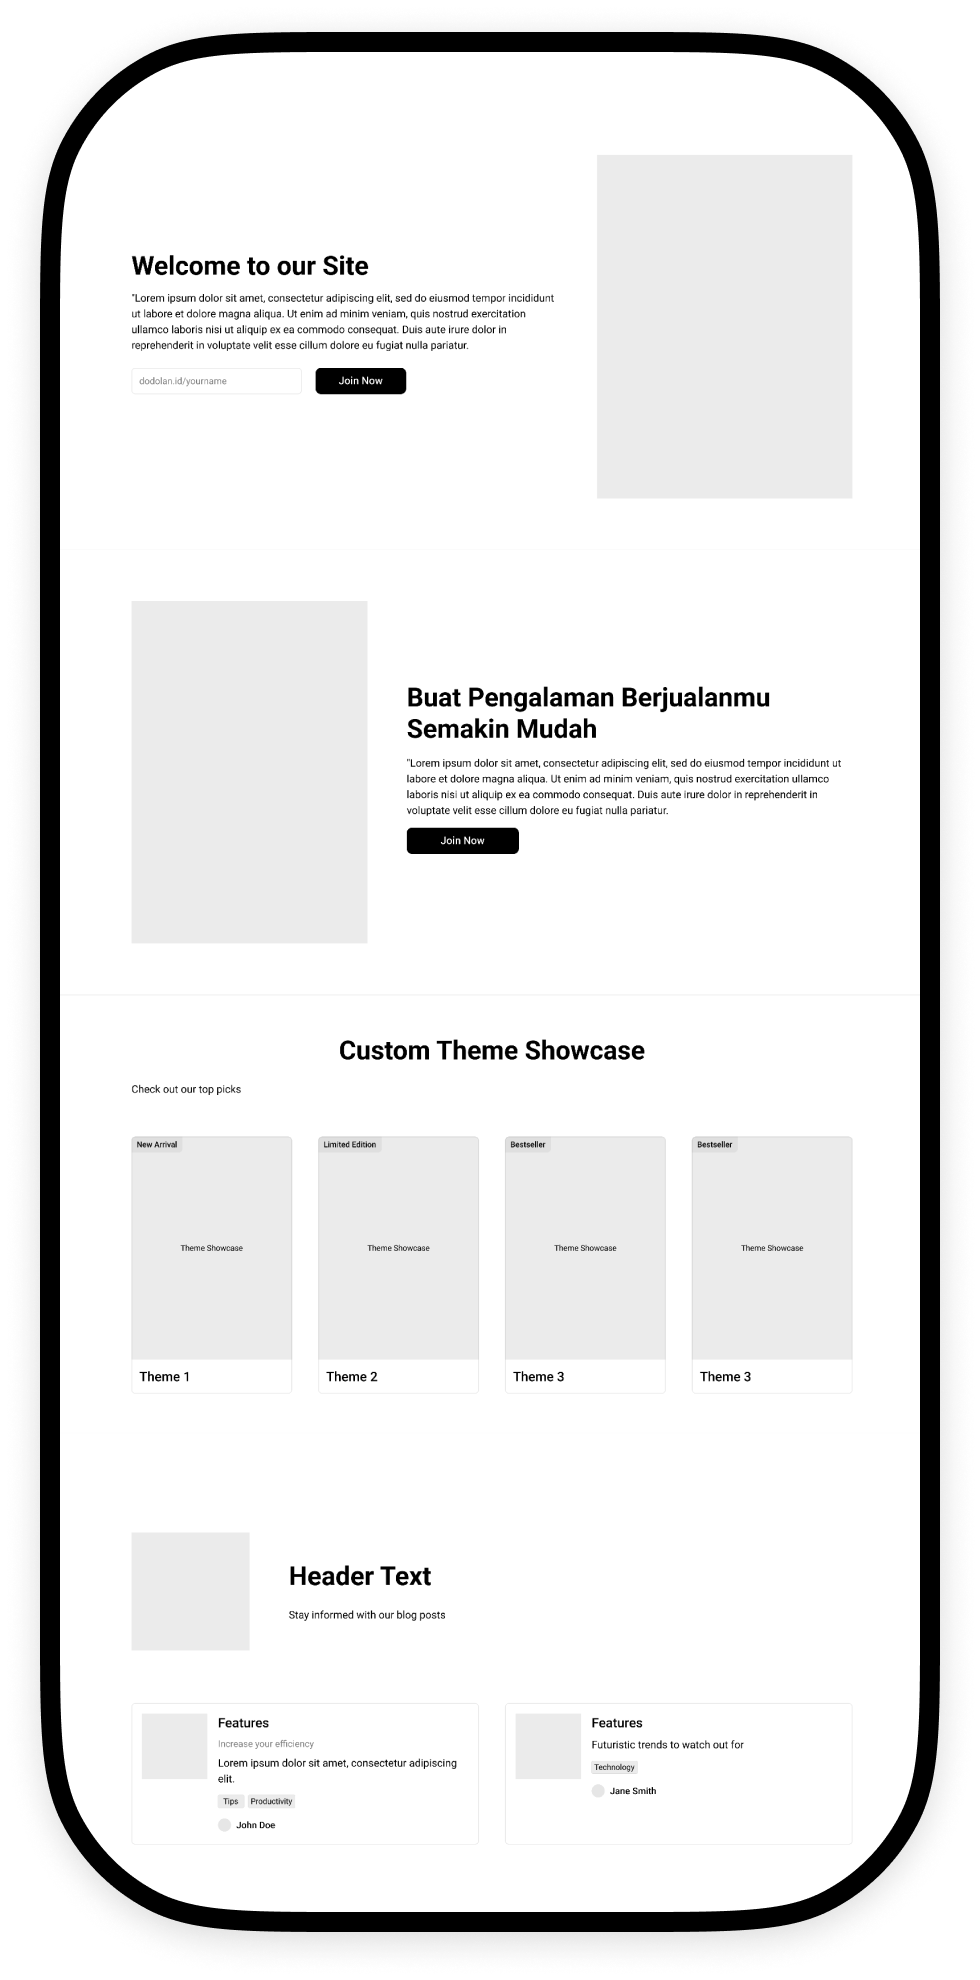 Welcome to our Site
"Lorem ipsum dolor sit amet, consectetur adipiscing elit, sed do eiusmod tempor incididunt
ut labore et dolore magna aliqua. Ut enim ad minim veniam, quis nostrud exercitation
ullamco laboris nisi ut aliquip ex ea commodo consequat. Duis aute irure dolor in
reprehenderit in voluptate velit esse cillum dolore eu fugiat nulla pariatur.
dodolan.id/yourname
Join Now
Buat Pengalaman Berjualanmu
Semakin Mudah
"Lorem ipsum dolor sit amet, consectetur adipiscing elit, sed do eiusmod tempor incididunt ut
labore et dolore magna aliqua. Ut enim ad minim veniam, quis nostrud exercitation ullamco
laboris nisi ut aliquip ex ea commodo consequat. Duis aute irure dolor in reprehenderit in
voluptate velit esse cillum dolore eu fugiat nulla pariatur.
Join Now
Custom Theme Showcase
Check out our top picks
New Arrival
Theme Showcase
Theme 1
Limited Edition
Theme Showcase
Theme 2
Bestseller
Theme Showcase
Theme 3
Bestseller
Theme Showcase
Theme 3
Header Text
Stay informed with our blog posts
Features
Increase your efficiency
Lorem ipsum dolor sit amet, consectetur adipiscing
elit.
Tips Productivity
John Doe
Features
Futuristic trends to watch out for
Technology
Jane Smith